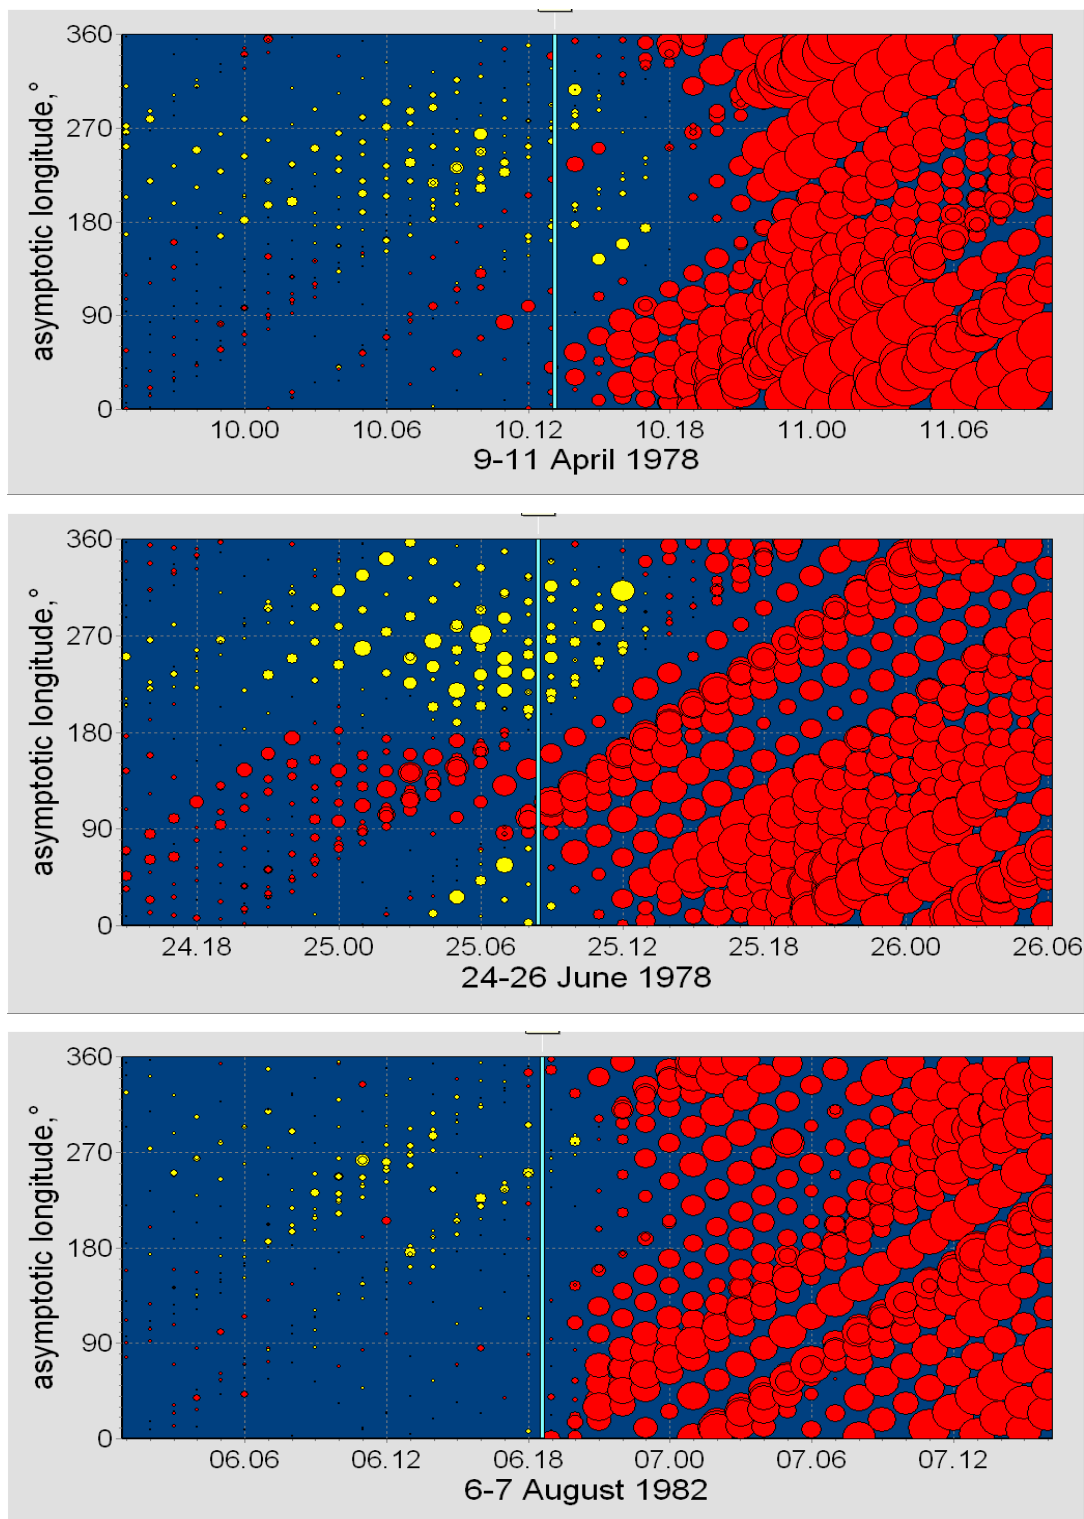 360
270
180
90
0
asymptotic longitude,°
10.00 10.06 10.12 10.18 11.00 11.06
9-11 April 1978
360
270
180
90
0
asymptotic longitude,°
24.18 25.00 25.06 25.12 25.18 26.00 26.06
24-26 June 1978
360
270
180
90
0
asymptotic longitude,°
06.06 06.12 06.18 07.00 07.06 07.12
6-7 August 1982